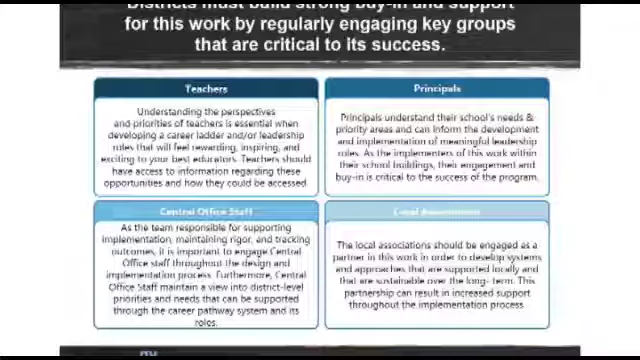 Districts must build strong buy-in and support
for this work by regularly engaging key groups
that are critical to its success.
Teachers
Understanding the perspectives
and priorities of teachers is essential when
developing a career ladder and/or leadership
roles that will feel rewarding, inspiring, and
exciting to your best educators. Teachers should
have access to information regarding these
opportunities and how they could be accessed
Principals
Principals understand their school's needs &
priority areas and can inform the development
and implementation of meaningful leadership
roles. As the implementers of this work within
their school buildings, their engagement and
buy-in is critical to the success of the program.
Central Office Staff
As the team responsible for supporting
implementation, maintaining rigor, and tracking
outcomes, it is important to engage Central
Office staff throughout the design and
implementation process. Furthermore, Central
Office Staff maintain a view into district-level
priorities and needs that can be supported
through the career pathway system and its
roles.
Local Associations
The local associations should be engaged as a
partner in this work in order to develop systems
and approaches that are supported locally and
that are sustainable over the long- term. This
partnership can result in increased support
throughout the implementation process